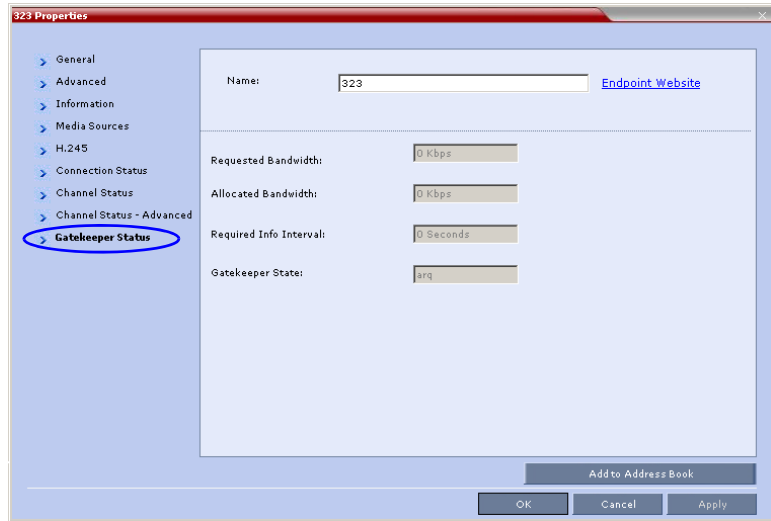 323 Properties
General
Advanced
Information
Media Sources
H.245
Connection Status
Channel Status
Channel Status - Advanced
Gatekeeper Status
Name: 323 Endpoint Website
Requested Bandwidth: 0 Kbps
Allocated Bandwidth: 0 Kbps
Required Info Interval: 0 Seconds
Gatekeeper State: arq
Add to Address Book
OK Cancel Apply